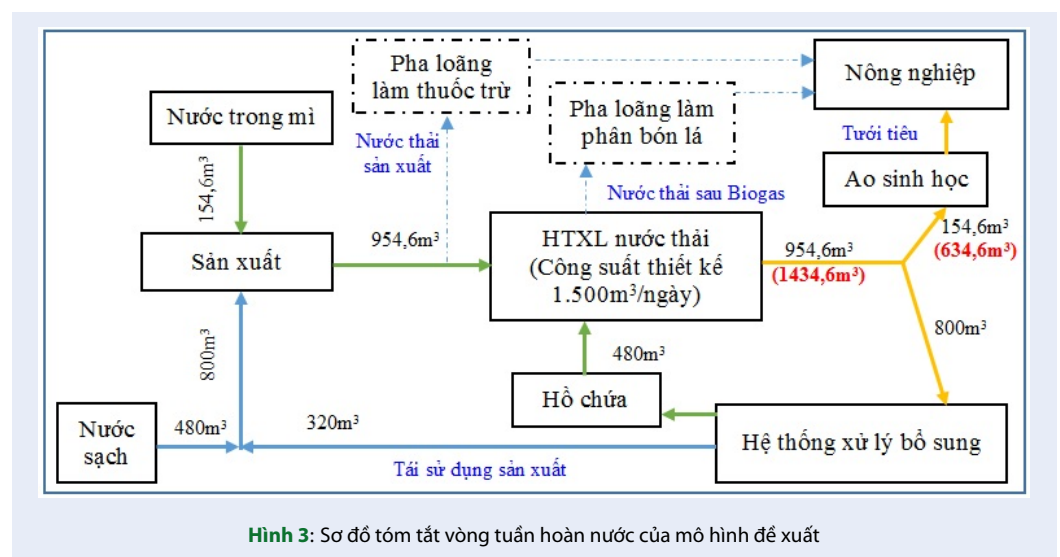 Pha loãng
làm thuốc trừ
Nông nghiệp
Nước trong mì
Pha loãng làm
phân bón lá
Nước thải
sản xuất
Tưới tiêu
Ao sinh học
154,6m³
Nước thải sau Biogas
954,6m³
Sản xuất
HTXL nước thải
(Công suất thiết kế
1.500m³/ngày)
954,6m³
(1434,6m³)
154,6m³
(634,6m³)
800m³
800m³
480m³
Hồ chứa
Nước
sạch
480m³
320m³
Hệ thống xử lý bổ sung
Tái sử dụng sản xuất
Hình 3: Sơ đồ tóm tắt vòng tuần hoàn nước của mô hình đề xuất